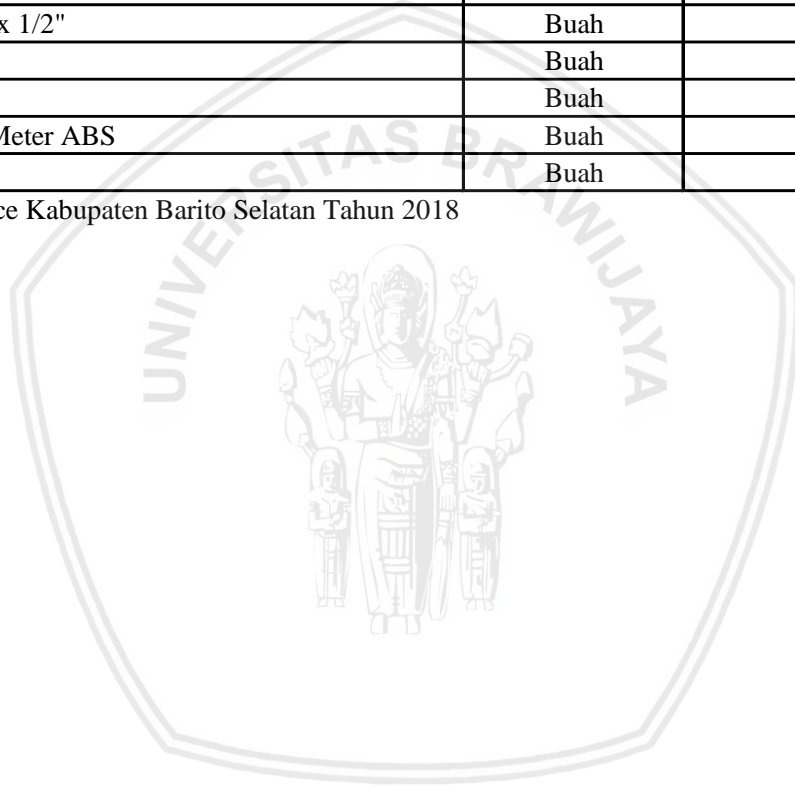 x 1/2" Buah
Buah
Buah
Meter ABS Buah
Buah
ce Kabupaten Barito Selatan Tahun 2018
UNIVERSITAS BRAWIJAYA